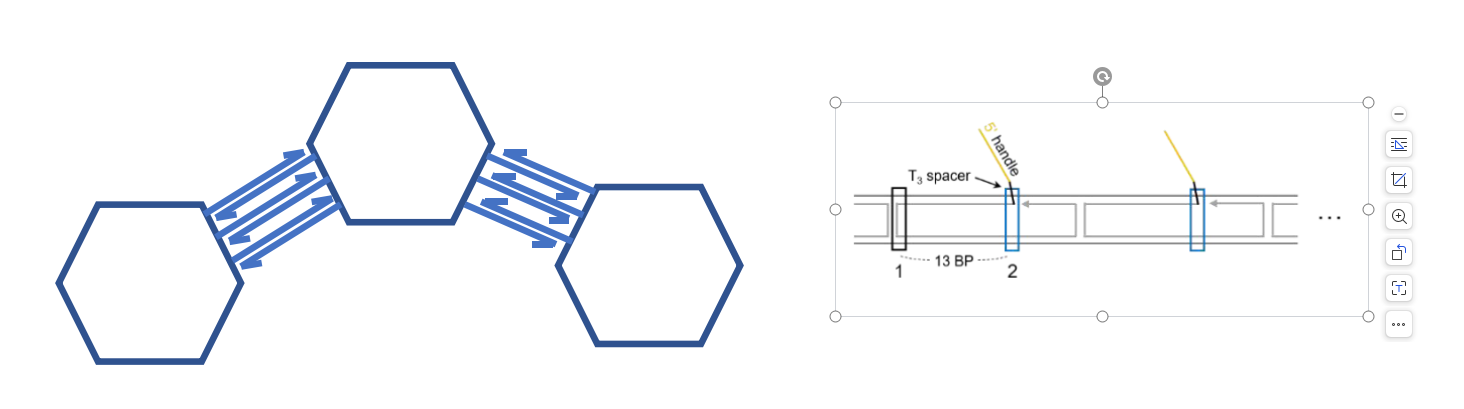 5' handle
T3 spacer
13 BP
1
2
...